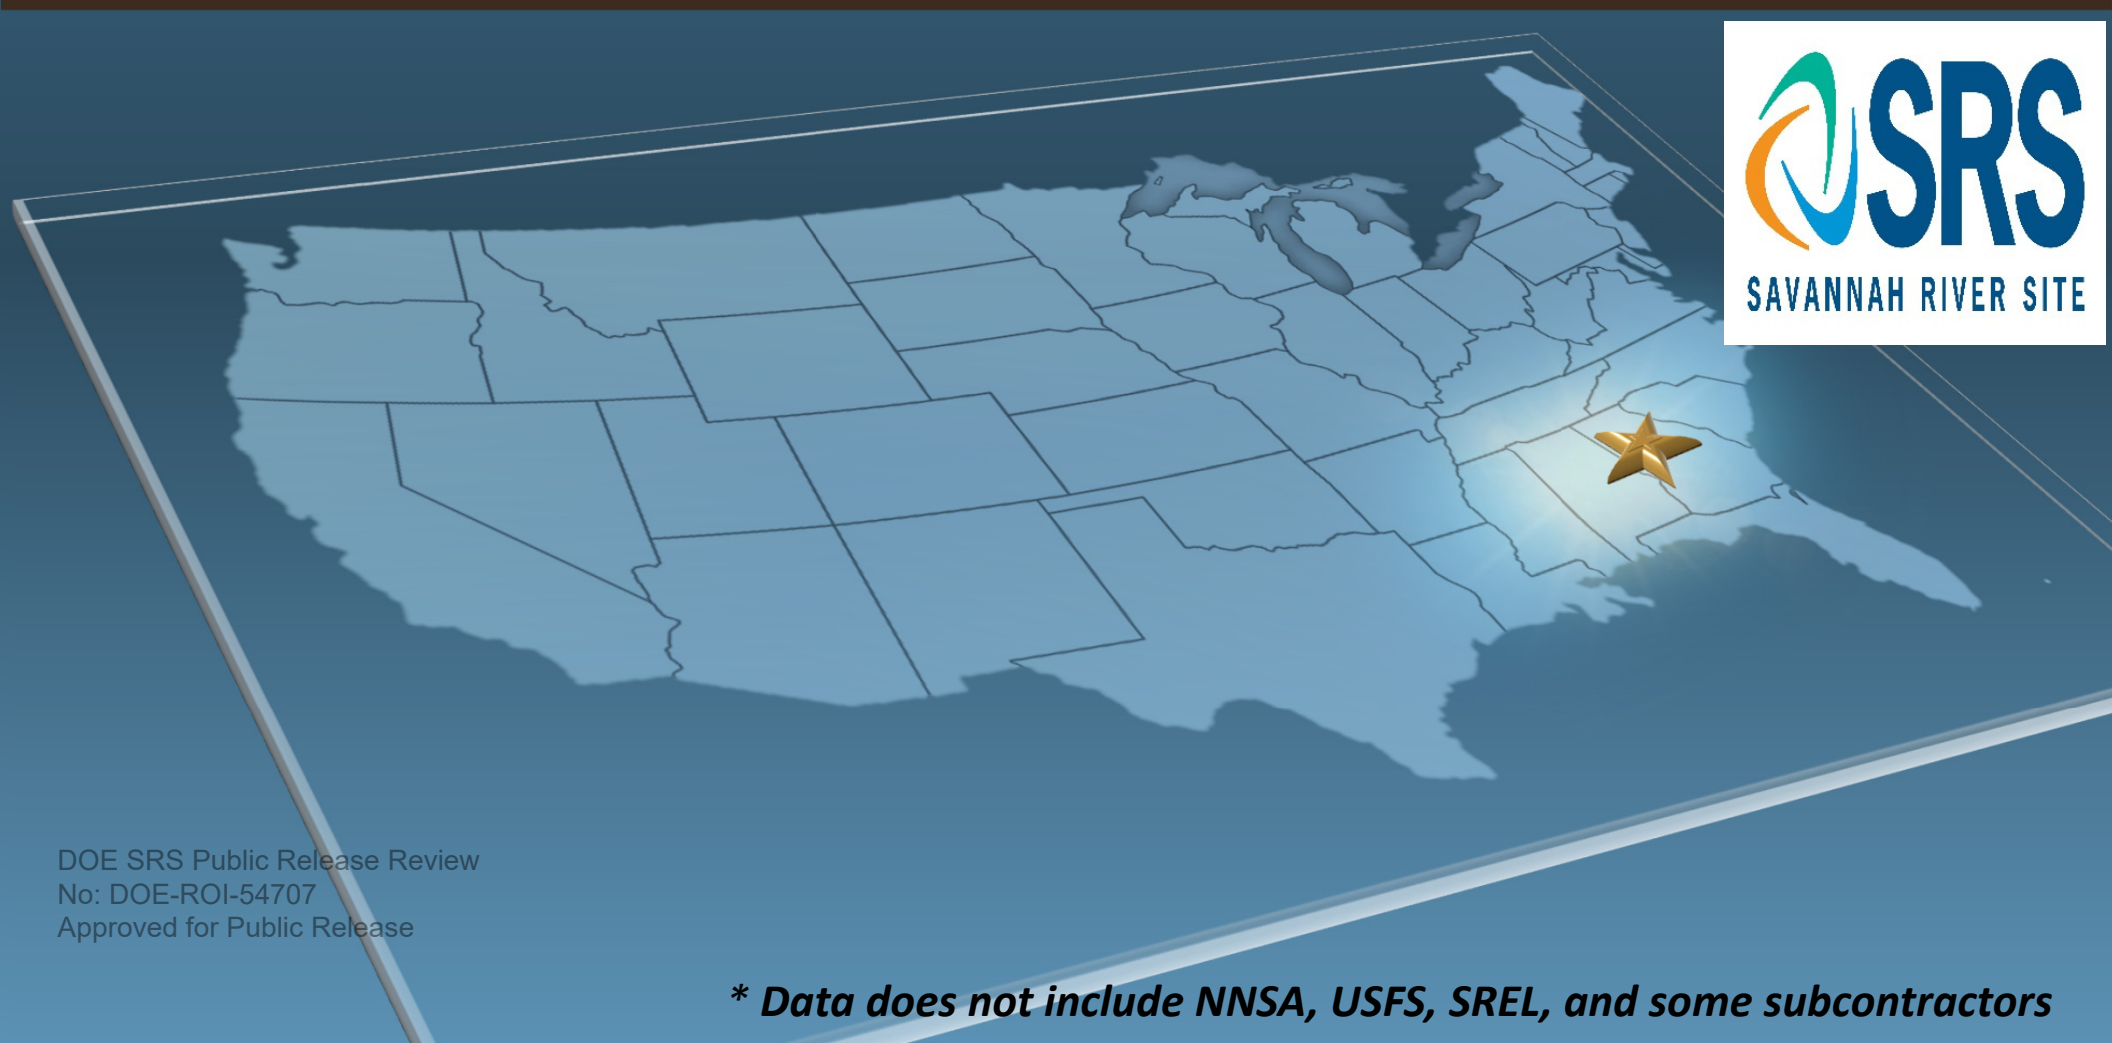 SRS
SAVANNAH RIVER SITE
DOE SRS Public Release Review
No: DOE-ROI-54707
Approved for Public Release
* Data does not include NNSA, USFS, SREL, and some subcontractors